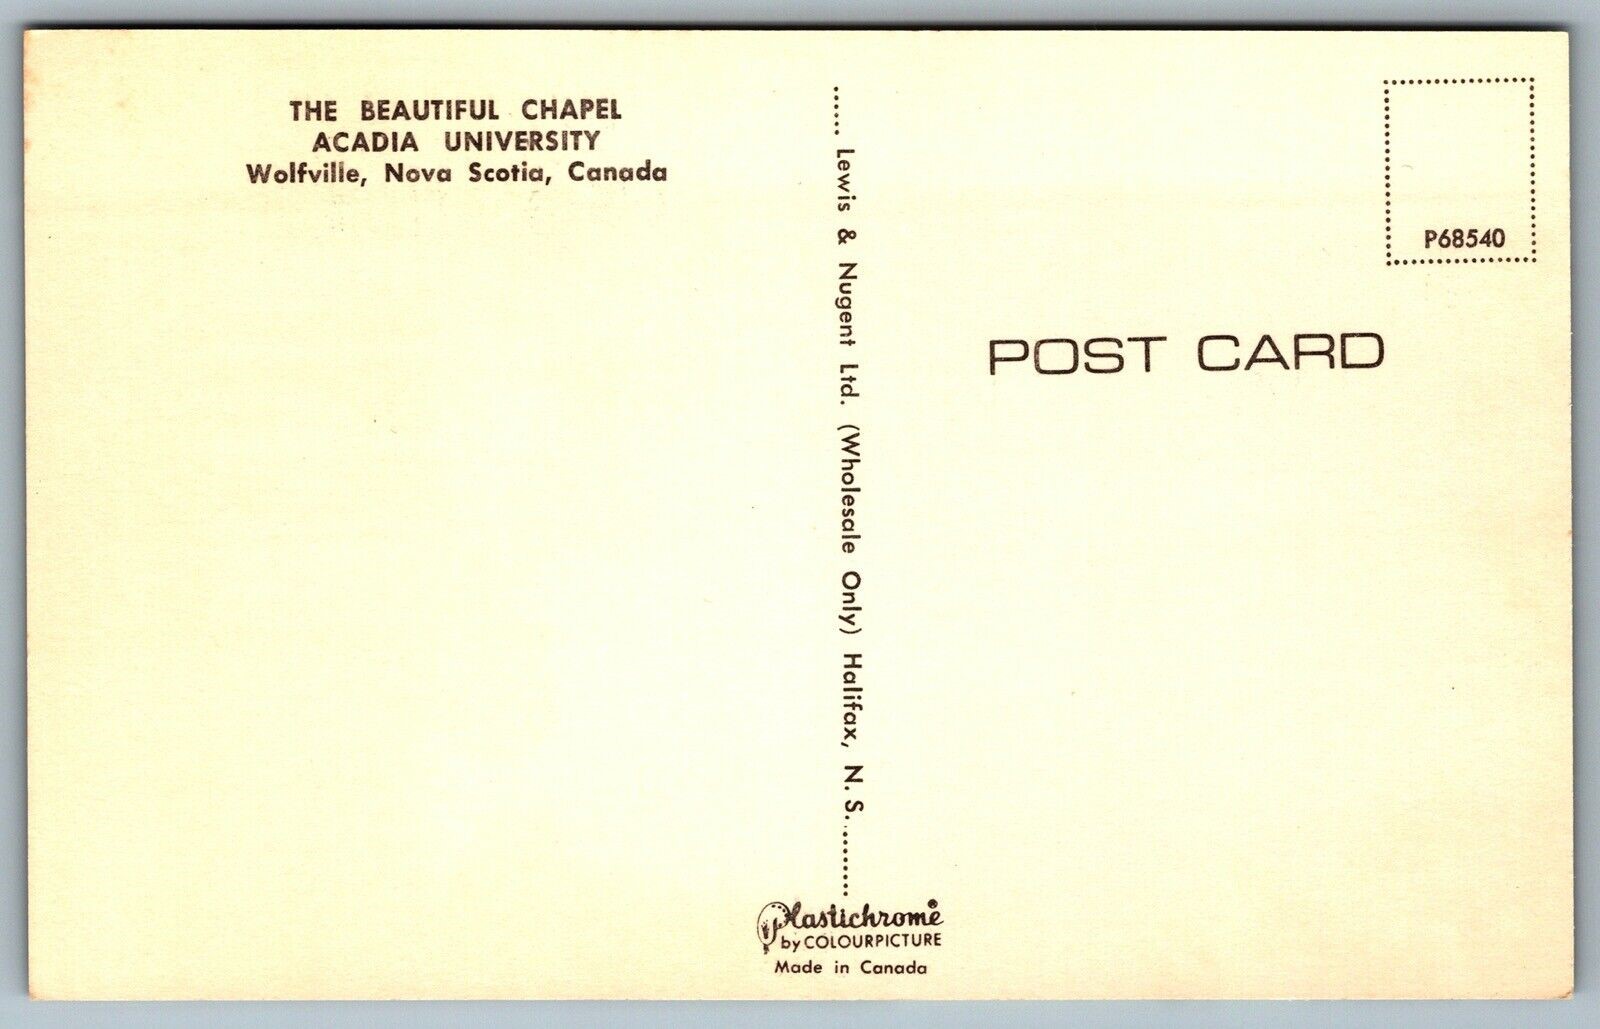 THE BEAUTIFUL CHAPEL
ACADIA UNIVERSITY
Wolfville, Nova Scotia, Canada
Lewis & Nugent Ltd. (Wholesale Only) Halifax, N. S.
P68540
POST CARD
Plastichrome®
by COLOURPICTURE
Made in Canada